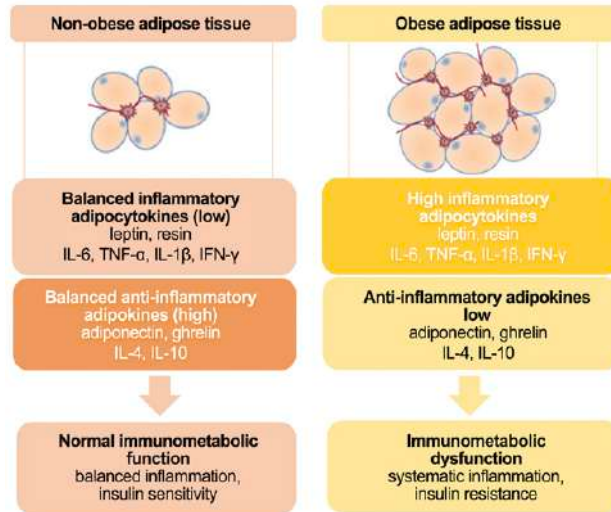 Non-obese adipose tissue
Balanced inflammatory
adipocytokines (low)
leptin, resin
IL-6, TNF-α, IL-1β, IFN-γ
Balanced anti-inflammatory
adipokines (high)
adiponectin, ghrelin
IL-4, IL-10
Normal immunometabolic
function
balanced inflammation,
insulin sensitivity
Obese adipose tissue
High inflammatory
adipocytokines
leptin, resin
IL-6, TNF-α, IL-1β, IFN-γ
Anti-inflammatory adipokines
low
adiponectin, ghrelin
IL-4, IL-10
Immunometabolic
dysfunction
systematic inflammation,
insulin resistance